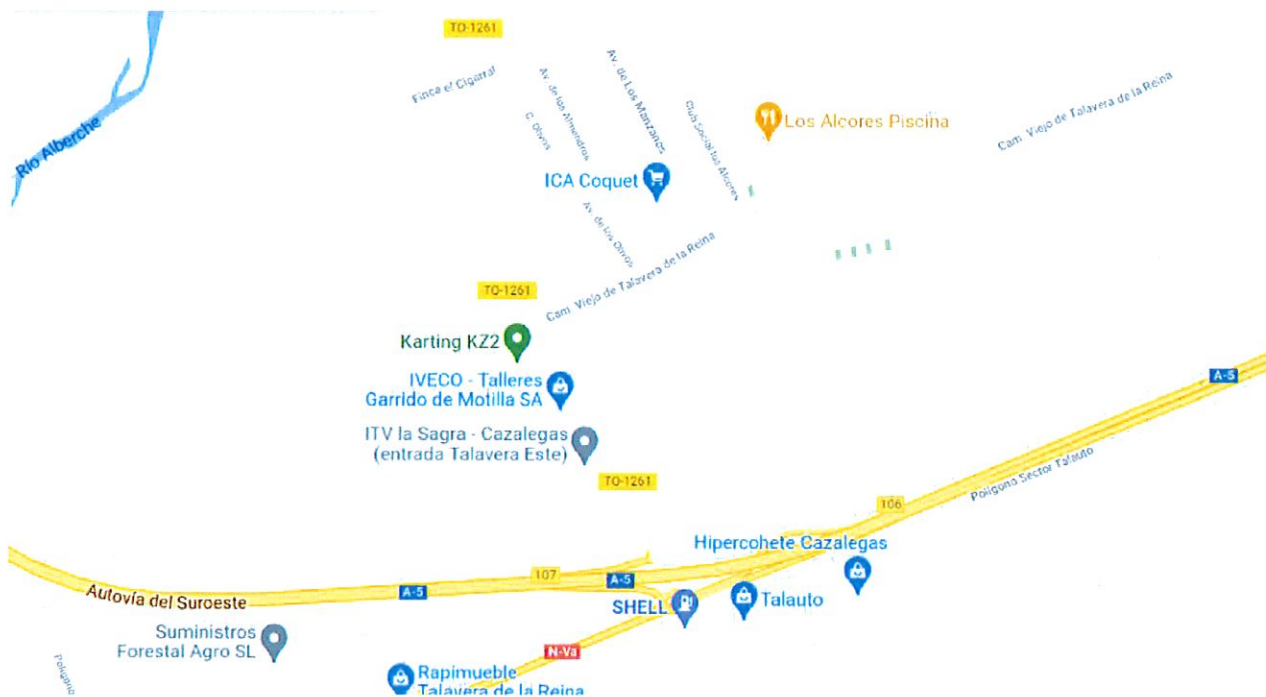 TO-1261
Finca el Cigarral
Av. de los Almendros
C. Olivos
Av. de Los Manzanos
Club Social los Alcores
Los Alcores Piscina
Cam. Viejo de Talavera de la Reina
Río Alberche
ICA Coquet
Av. de los Olivos
Cam. Viejo de Talavera de la Reina
TO-1261
Karting KZ2
IVECO - Talleres
Garrido de Motilla SA
A-5
ITV la Sagra - Cazalegas
(entrada Talavera Este)
TO-1261
Polígono Sector Talauto
106
Hipercohete Cazalegas
107
A-5
A-5
Autovía del Suroeste
SHELL
Talauto
Suministros
Forestal Agro SL
N-Va
Polígono
Rapimueble
Talavera de la Reina